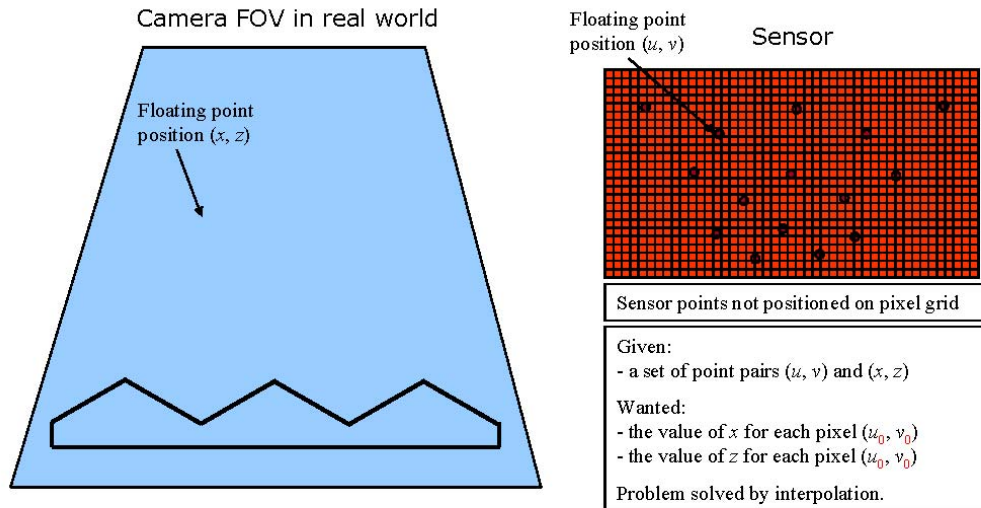 Camera FOV in real world
Floating point
position (x, z)
Floating point
position (u, v)
Sensor
Sensor points not positioned on pixel grid
Given:
- a set of point pairs (u, v) and (x, z)
Wanted:
- the value of x for each pixel (u₀, v₀)
- the value of z for each pixel (u₀, v₀)
Problem solved by interpolation.